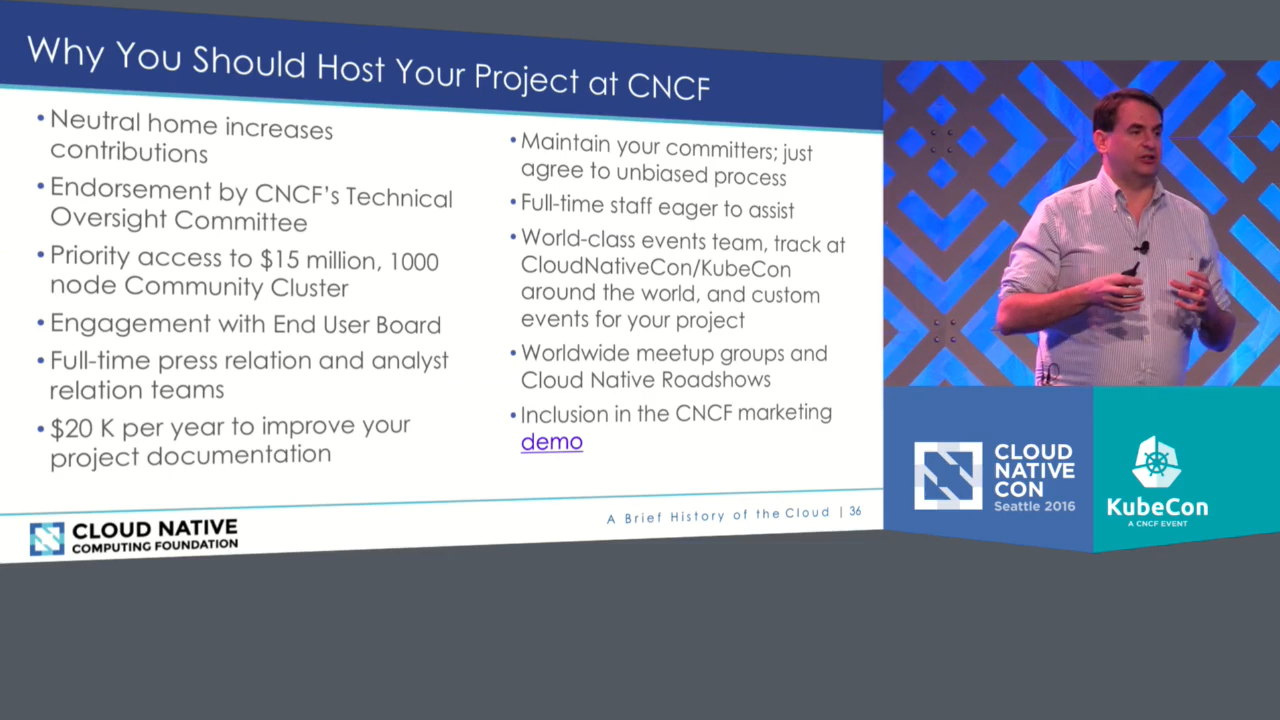 Why You Should Host Your Project at CNCF
• Neutral home increases
contributions
• Endorsement by CNCF's Technical
Oversight Committee
• Priority access to $15 million, 1000
node Community Cluster
• Engagement with End User Board
• Full-time press relation and analyst
relation teams
• $20 K per year to improve your
project documentation
• Maintain your committers; just
agree to unbiased process
• Full-time staff eager to assist
• World-class events team, track at
CloudNativeCon/KubeCon
around the world, and custom
events for your project
• Worldwide meetup groups and
Cloud Native Roadshows
• Inclusion in the CNCF marketing
demo
CLOUD NATIVE
COMPUTING FOUNDATION
A Brief History of the Cloud | 36
CLOUD
NATIVE
CON
Seattle 2016
KubeCon
A CNCF EVENT